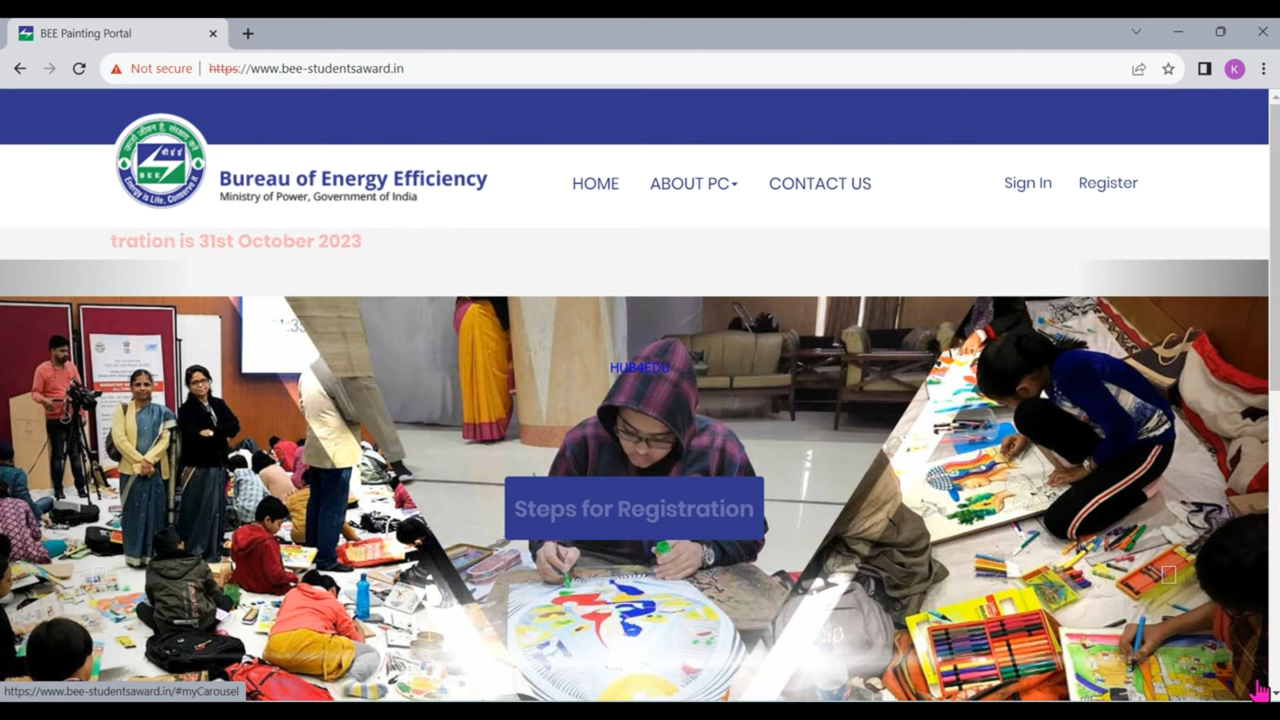 BEE Painting Portal
Not secure
https://www.bee-studentsaward.in
Bureau of Energy Efficiency
Ministry of Power, Government of India
HOME
ABOUT PC
CONTACT US
Sign In
Register
tration is 31st October 2023
HUB4EDU
Steps for Registration
https://www.bee-studentsaward.in/#myCarousel
K
BEE